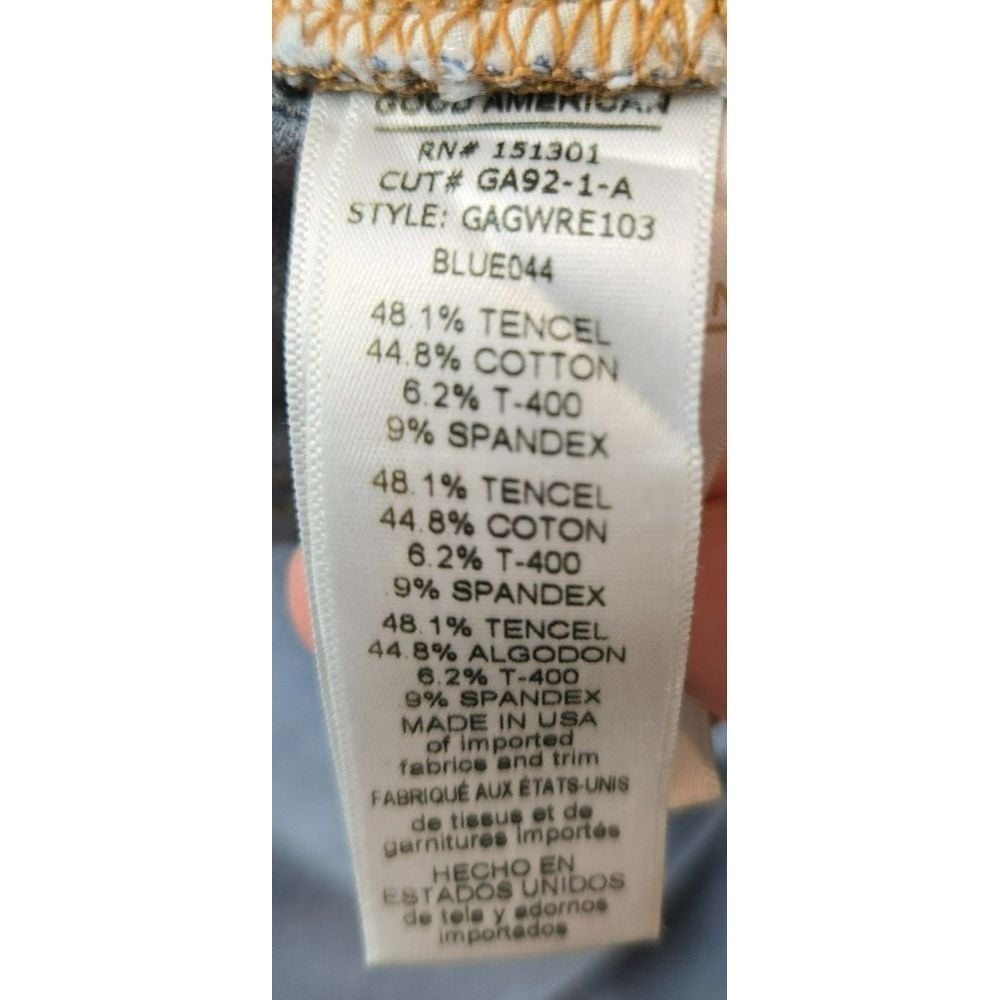 GOOD AMERICAN
RN# 151301
CUT# GA92-1-A
STYLE: GAGWRE103
BLUE044
48.1% TENCEL
44.8% COTTON
6.2% T-400
9% SPANDEX
48.1% TENCEL
44.8% COTON
6.2% T-400
.9% SPANDEX
48.1% TENCEL
44.8% ALGODON
6.2% T-400
.9% SPANDEX
MADE IN USA
of imported
fabrics and trim
FABRIQUÉ AUX ÉTATS-UNIS
de tissus et de
garnitures importés
HECHO EN
ESTADOS UNIDOS
de tela y adornos
importados